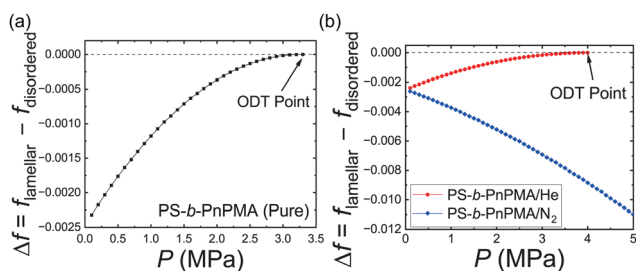 (a)
Δf = f_lamellar − f_disordered
0.0000
−0.0005
−0.0010
−0.0015
−0.0020
−0.0025
ODT Point
PS-b-PnPMA (Pure)
0.0 0.5 1.0 1.5 2.0 2.5 3.0 3.5
P (MPa)
(b)
Δf = f_lamellar − f_disordered
0.000
−0.002
−0.004
−0.006
−0.008
−0.010
−0.012
ODT Point
PS-b-PnPMA/He
PS-b-PnPMA/N₂
0 1 2 3 4 5
P (MPa)